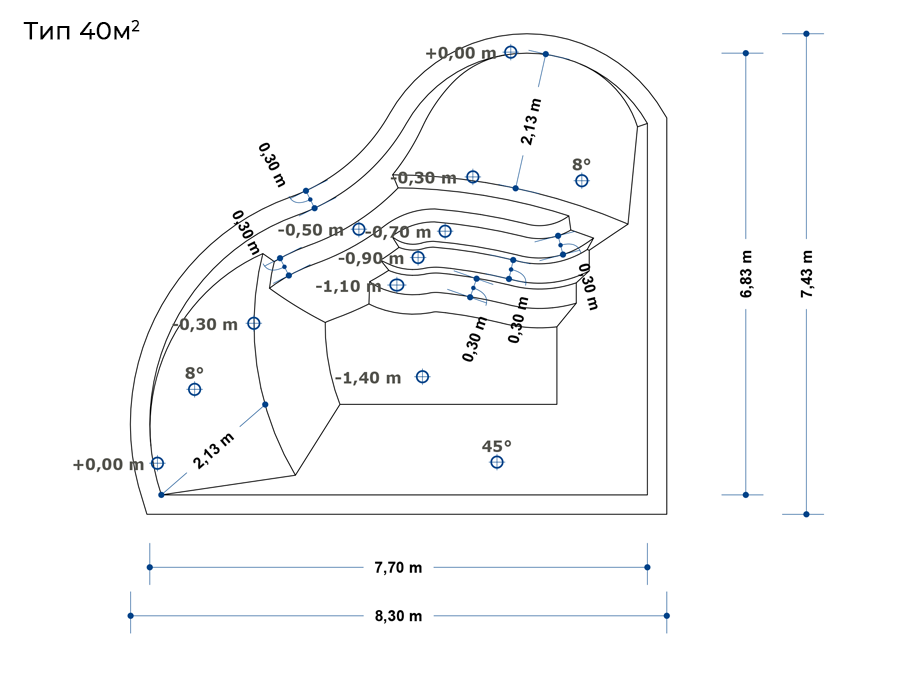 Тип 40м²
+0,00 m
2,13 m
0,30 m
-0,30 m
8°
0,30 m
-0,50 m
-0,70 m
-0,90 m
-1,10 m
0,30 m
0,30 m
0,30 m
6,83 m
7,43 m
-0,30 m
8°
-1,40 m
2,13 m
+0,00 m
45°
7,70 m
8,30 m